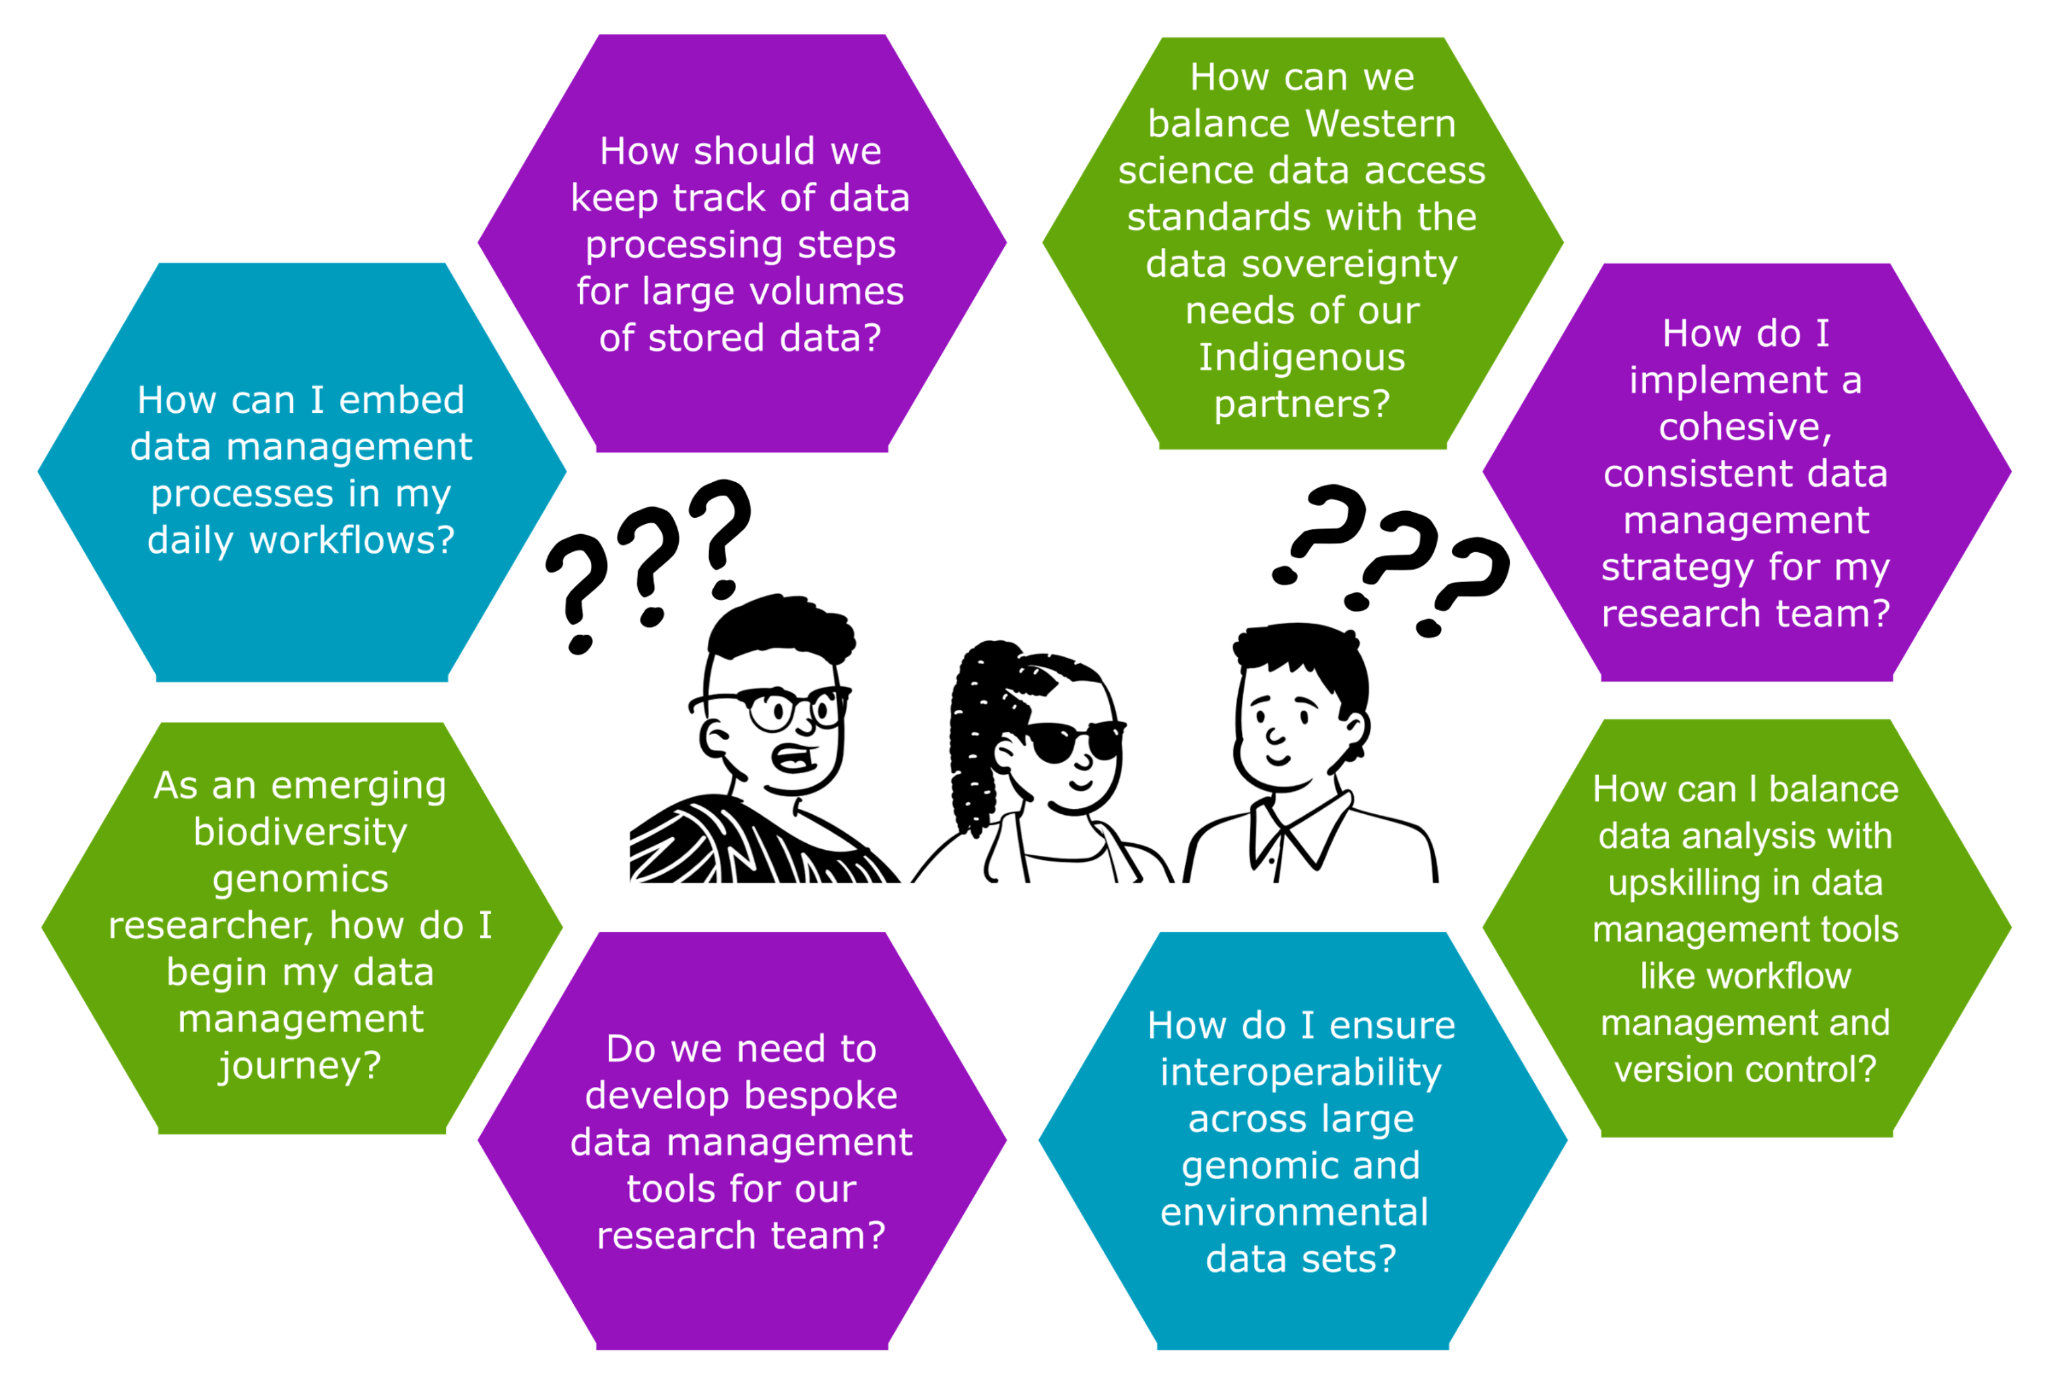 How should we
keep track of data
processing steps
for large volumes
of stored data?
How can we
balance Western
science data access
standards with the
data sovereignty
needs of our
Indigenous
partners?
How can I embed
data management
processes in my
daily workflows?
How do I
implement a
cohesive,
consistent data
management
strategy for my
research team?
???
???
As an emerging
biodiversity
genomics
researcher, how do I
begin my data
management
journey?
How can I balance
data analysis with
upskilling in data
management tools
like workflow
management and
version control?
Do we need to
develop bespoke
data management
tools for our
research team?
How do I ensure
interoperability
across large
genomic and
environmental
data sets?